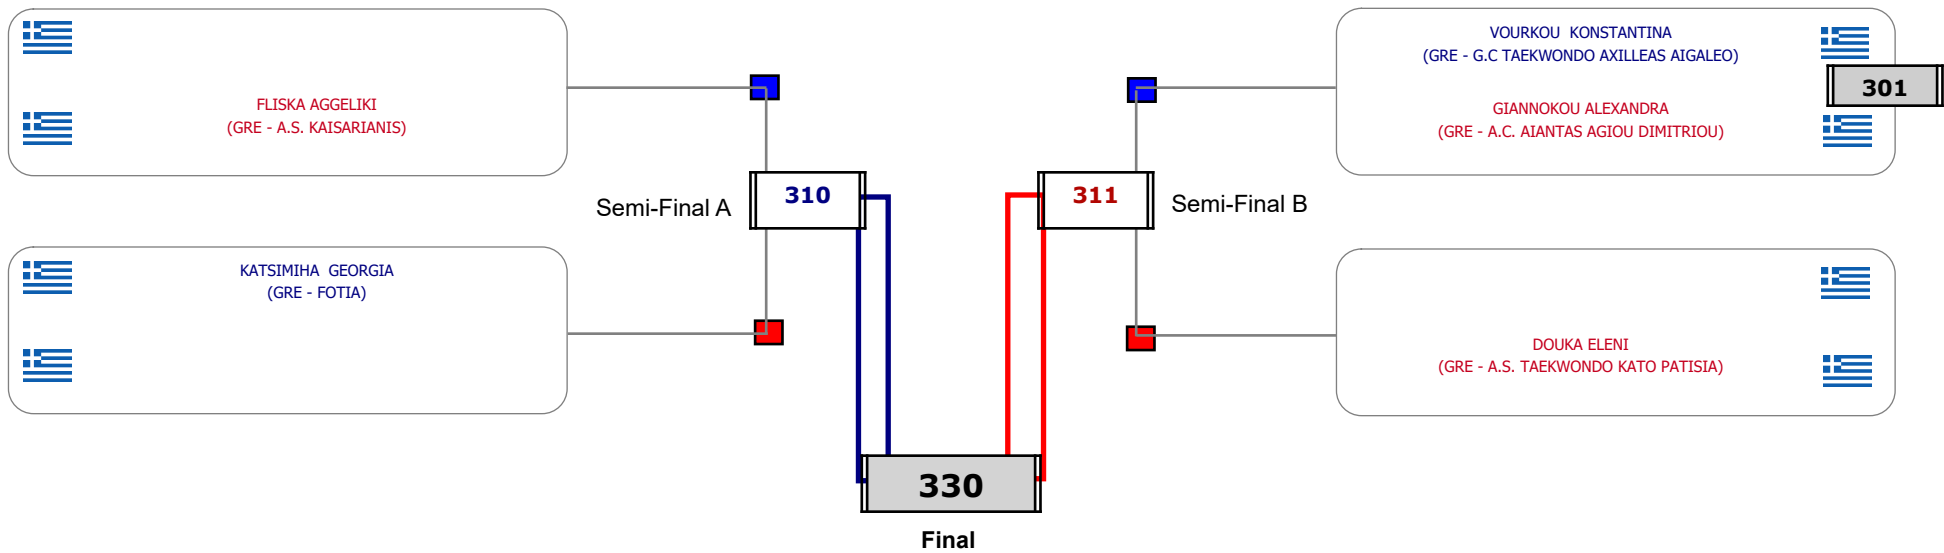 FLISKA AGGELIKI
(GRE - A.S. KAISARIANIS)
VOURKOU KONSTANTINA
(GRE - G.C TAEKWONDO AXILLEAS AIGALEO)
301
GIANNOKOU ALEXANDRA
(GRE - A.C. AIANTAS AGIOU DIMITRIOU)
Semi-Final A
310
311
Semi-Final B
KATSIMIHA GEORGIA
(GRE - FOTIA)
DOUKA ELENI
(GRE - A.S. TAEKWONDO KATO PATISIA)
330
Final